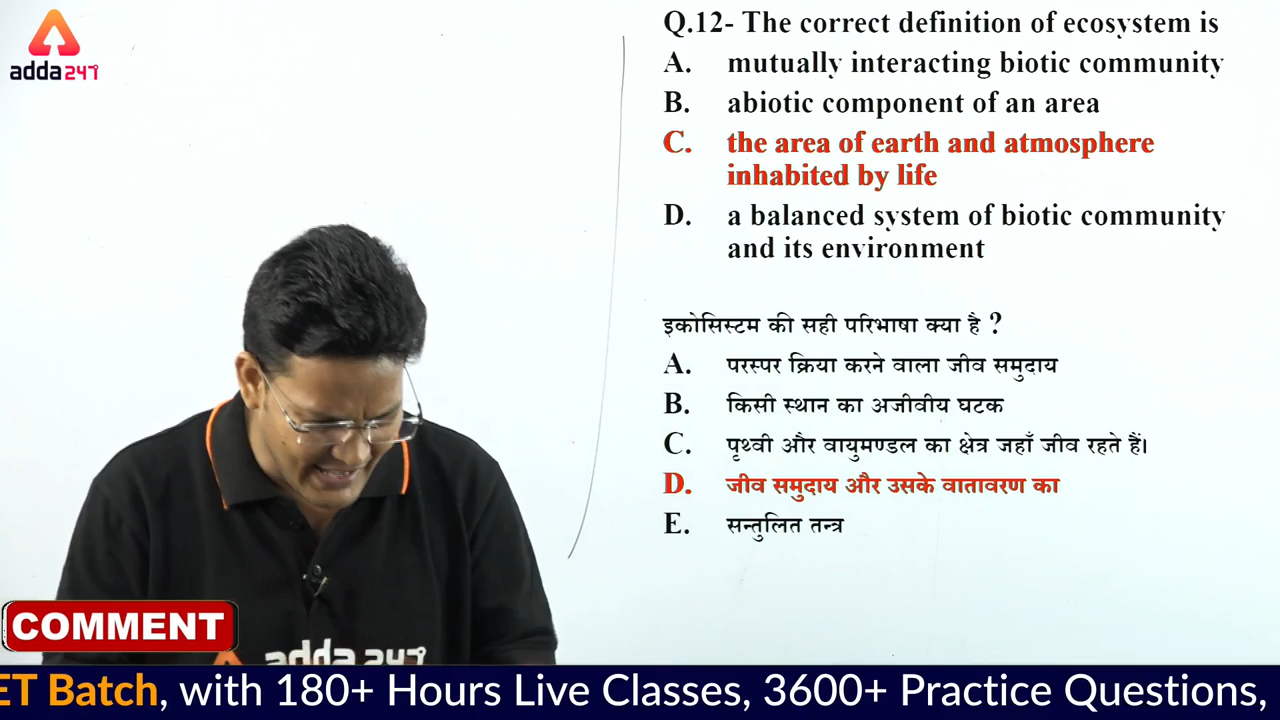 adda247
Q.12- The correct definition of ecosystem is
A. mutually interacting biotic community
B. abiotic component of an area
C. the area of earth and atmosphere
inhabited by life
D. a balanced system of biotic community
and its environment
इकोसिस्टम की सही परिभाषा क्या है ?
A. परस्पर क्रिया करने वाला जीव समुदाय
B. किसी स्थान का अजीवीय घटक
C. पृथ्वी और वायुमण्डल का क्षेत्र जहाँ जीव रहते हैं।
D. जीव समुदाय और उसके वातावरण का
E. सन्तुलित तन्त्र
COMMENT
adda247
ET Batch, with 180+ Hours Live Classes, 3600+ Practice Questions,